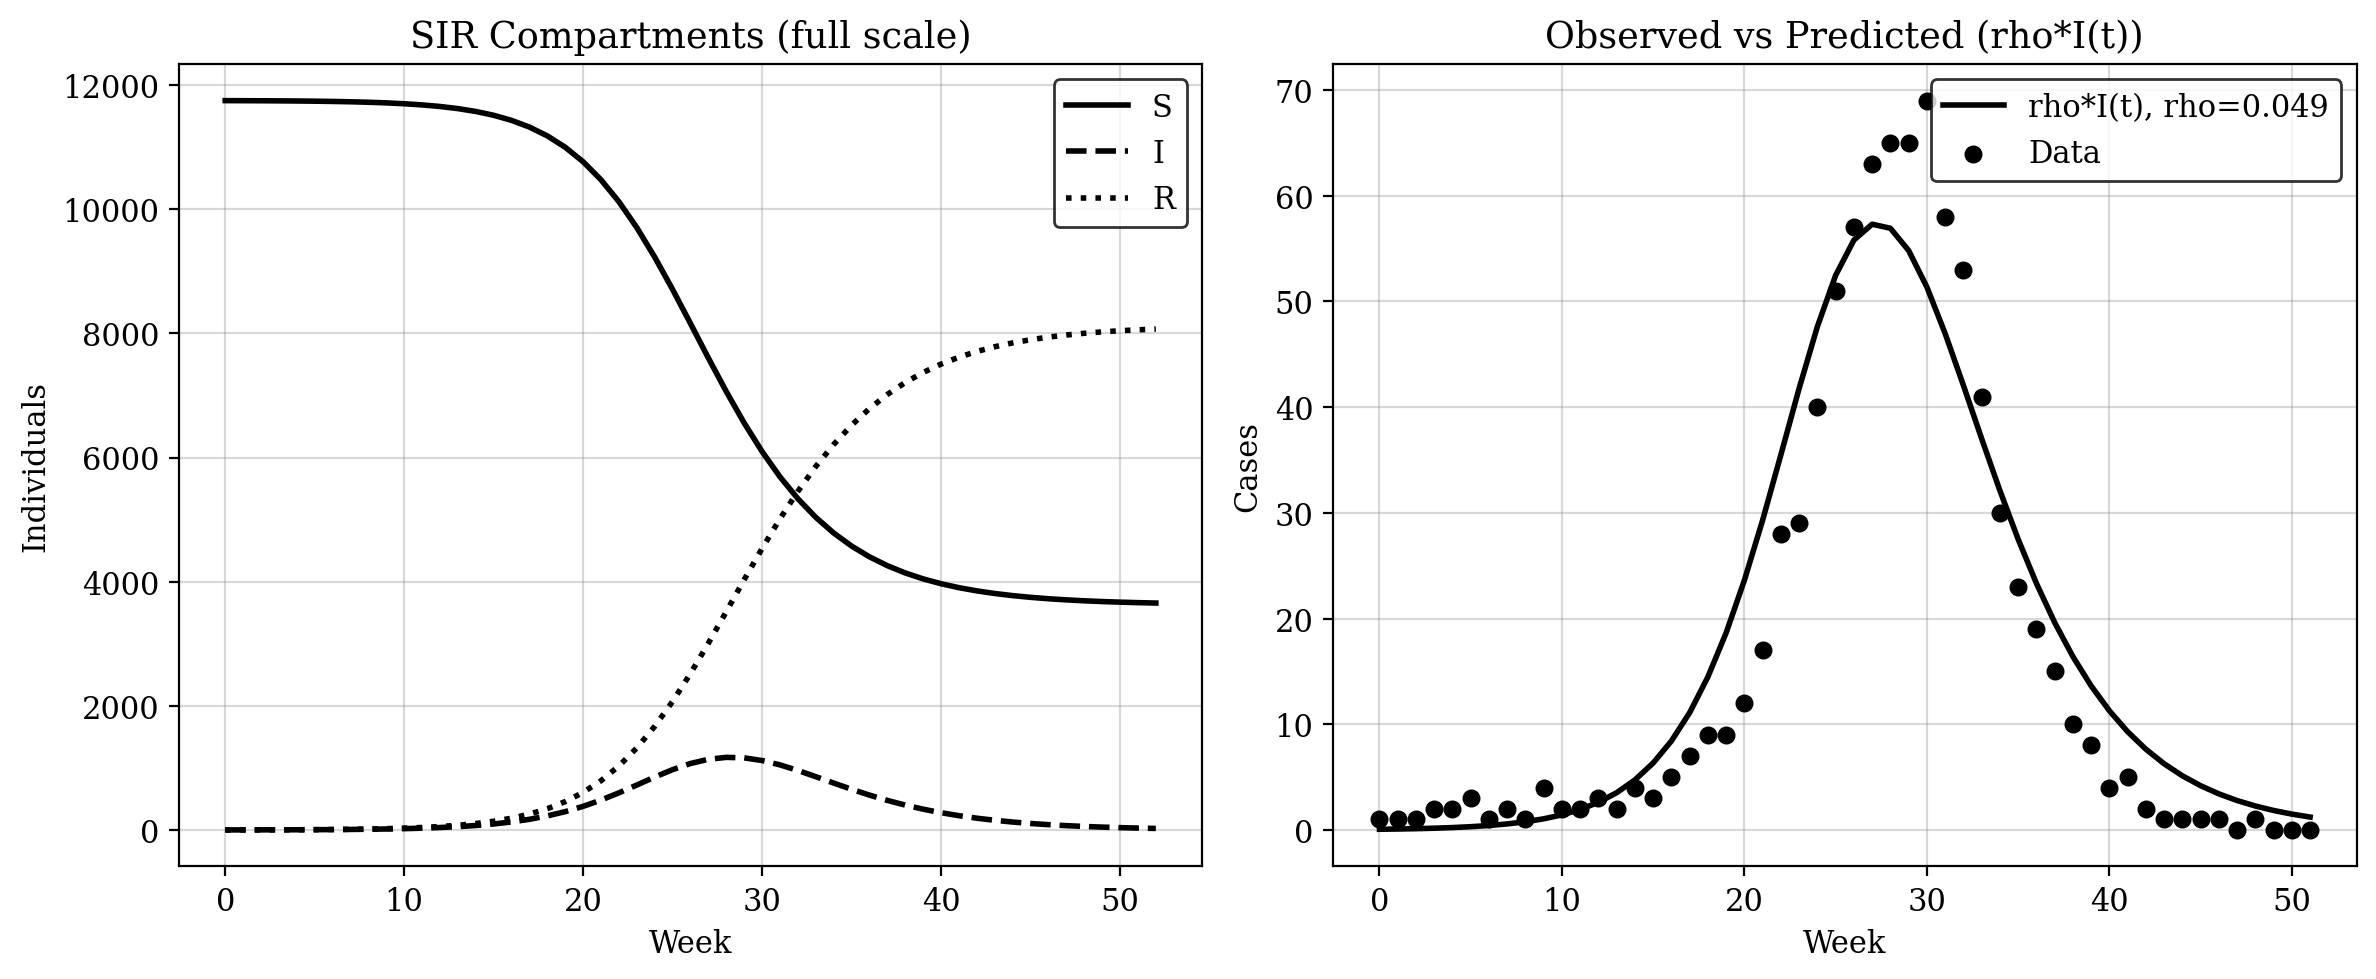 SIR Compartments (full scale)
12000
10000
8000
6000
4000
2000
0
Individuals
0 10 20 30 40 50
Week
S
I
R
Observed vs Predicted (rho*I(t))
70
60
50
40
30
20
10
0
Cases
0 10 20 30 40 50
Week
rho*I(t), rho=0.049
Data